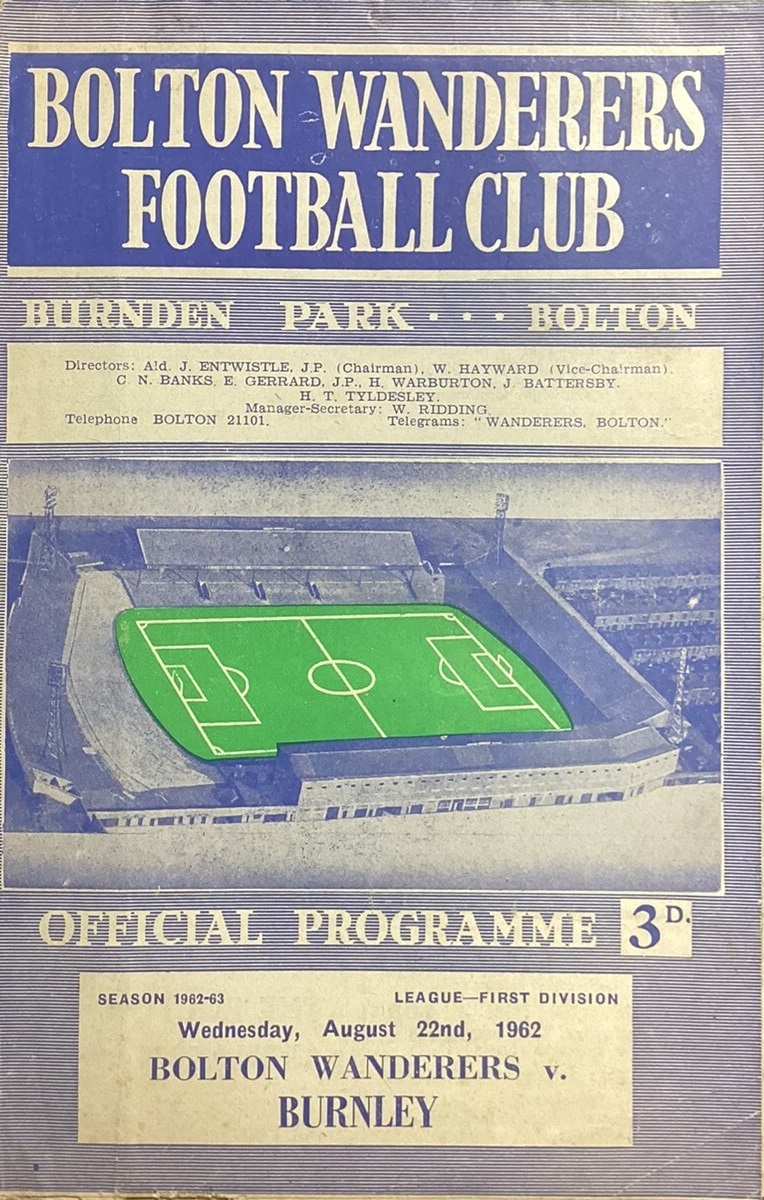 BOLTON WANDERERS
FOOTBALL CLUB
BURNDEN PARK . . . BOLTON
Directors: Ald. J. ENTWISTLE, J.P. (Chairman), W. HAYWARD (Vice-Chairman).
C. N. BANKS, E. GERRARD, J.P., H. WARBURTON, J. BATTERSBY.
H. T. TYLDESLEY.
Manager-Secretary: W. RIDDING.
Telephone BOLTON 21101. Telegrams: "WANDERERS, BOLTON."
OFFICIAL PROGRAMME 3D.
SEASON 1962-63 LEAGUE—FIRST DIVISION
Wednesday, August 22nd, 1962
BOLTON WANDERERS v.
BURNLEY